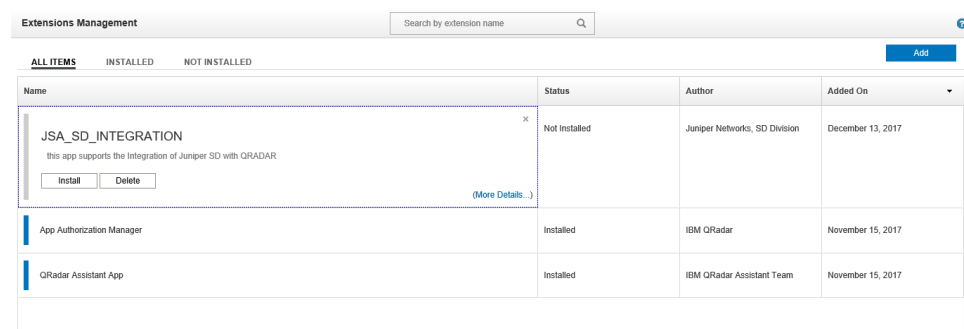 Extensions Management
Search by extension name
Add
ALL ITEMS INSTALLED NOT INSTALLED
Name Status Author Added On
JSA_SD_INTEGRATION
this app supports the Integration of Juniper SD with QRADAR
Install Delete
(More Details...)
Not Installed Juniper Networks, SD Division December 13, 2017
App Authorization Manager Installed IBM QRadar November 15, 2017
QRadar Assistant App Installed IBM QRadar Assistant Team November 15, 2017